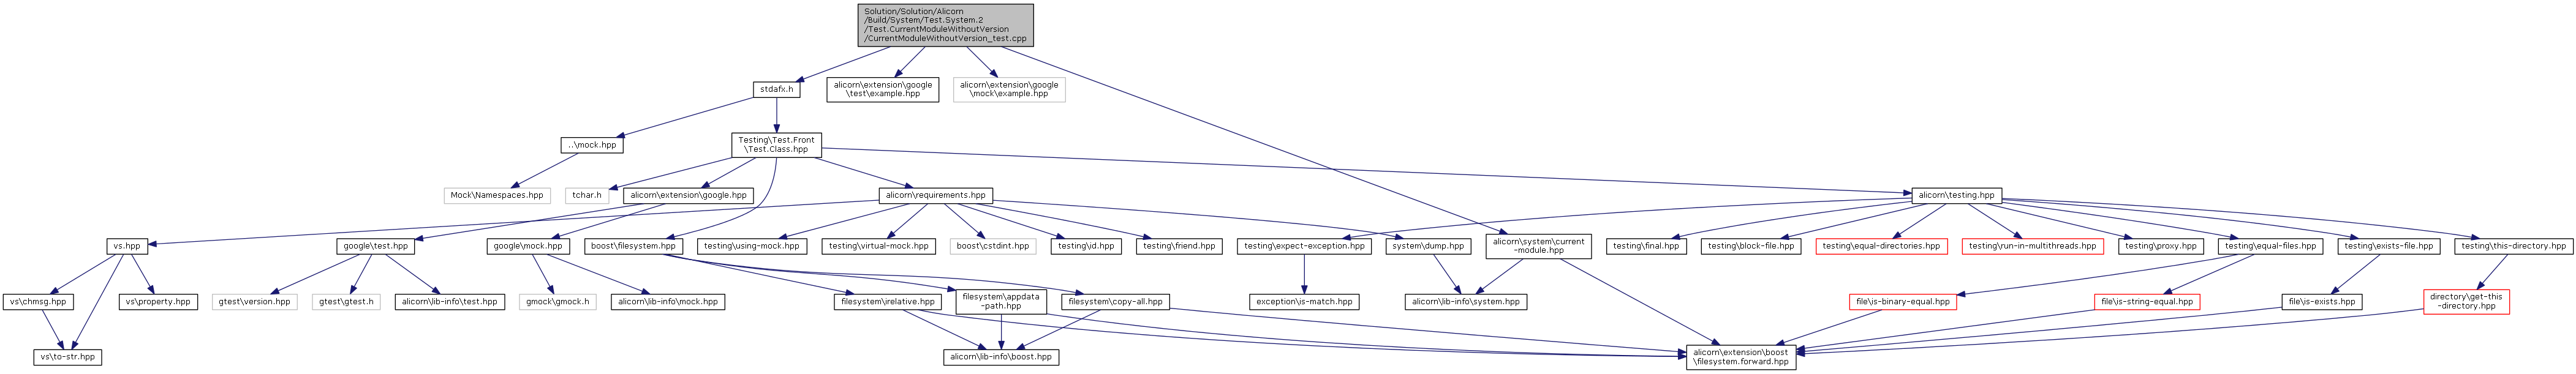 Solution/Solution/Alicorn
/Build/System/Test.System.2
/Test.CurrentModuleWithoutVersion
/CurrentModuleWithoutVersion_test.cpp
stdafx.h
alicorn\extension\google
\test\example.hpp
alicorn\extension\google
\mock\example.hpp
..\mock.hpp
Testing\Test.Front
\Test.Class.hpp
Mock\Namespaces.hpp
tchar.h
alicorn\extension\google.hpp
alicorn\requirements.hpp
alicorn\testing.hpp
vs.hpp
google\test.hpp
google\mock.hpp
boost\filesystem.hpp
testing\using-mock.hpp
testing\virtual-mock.hpp
boost\cstdint.hpp
testing\d.hpp
testing\friend.hpp
testing\expect-exception.hpp
system\dump.hpp
alicorn\system\current
-module.hpp
testing\final.hpp
testing\block-file.hpp
testing\equal-directories.hpp
testing\run-in-multithreads.hpp
testing\proxy.hpp
testing\equal-files.hpp
testing\exists-file.hpp
testing\this-directory.hpp
vs\chmsg.hpp
vs\property.hpp
gtest\version.hpp
gtest\gtest.h
alicorn\lib-info\test.hpp
gmock\gmock.h
alicorn\lib-info\mock.hpp
filesystem\irelative.hpp
filesystem\appdata
-path.hpp
filesystem\copy-all.hpp
exception\is-match.hpp
alicorn\lib-info\system.hpp
file\is-binary-equal.hpp
file\is-string-equal.hpp
file\is-exists.hpp
directory\get-this
-directory.hpp
vs\to-str.hpp
alicorn\lib-info\boost.hpp
alicorn\extension\boost
\filesystem.forward.hpp